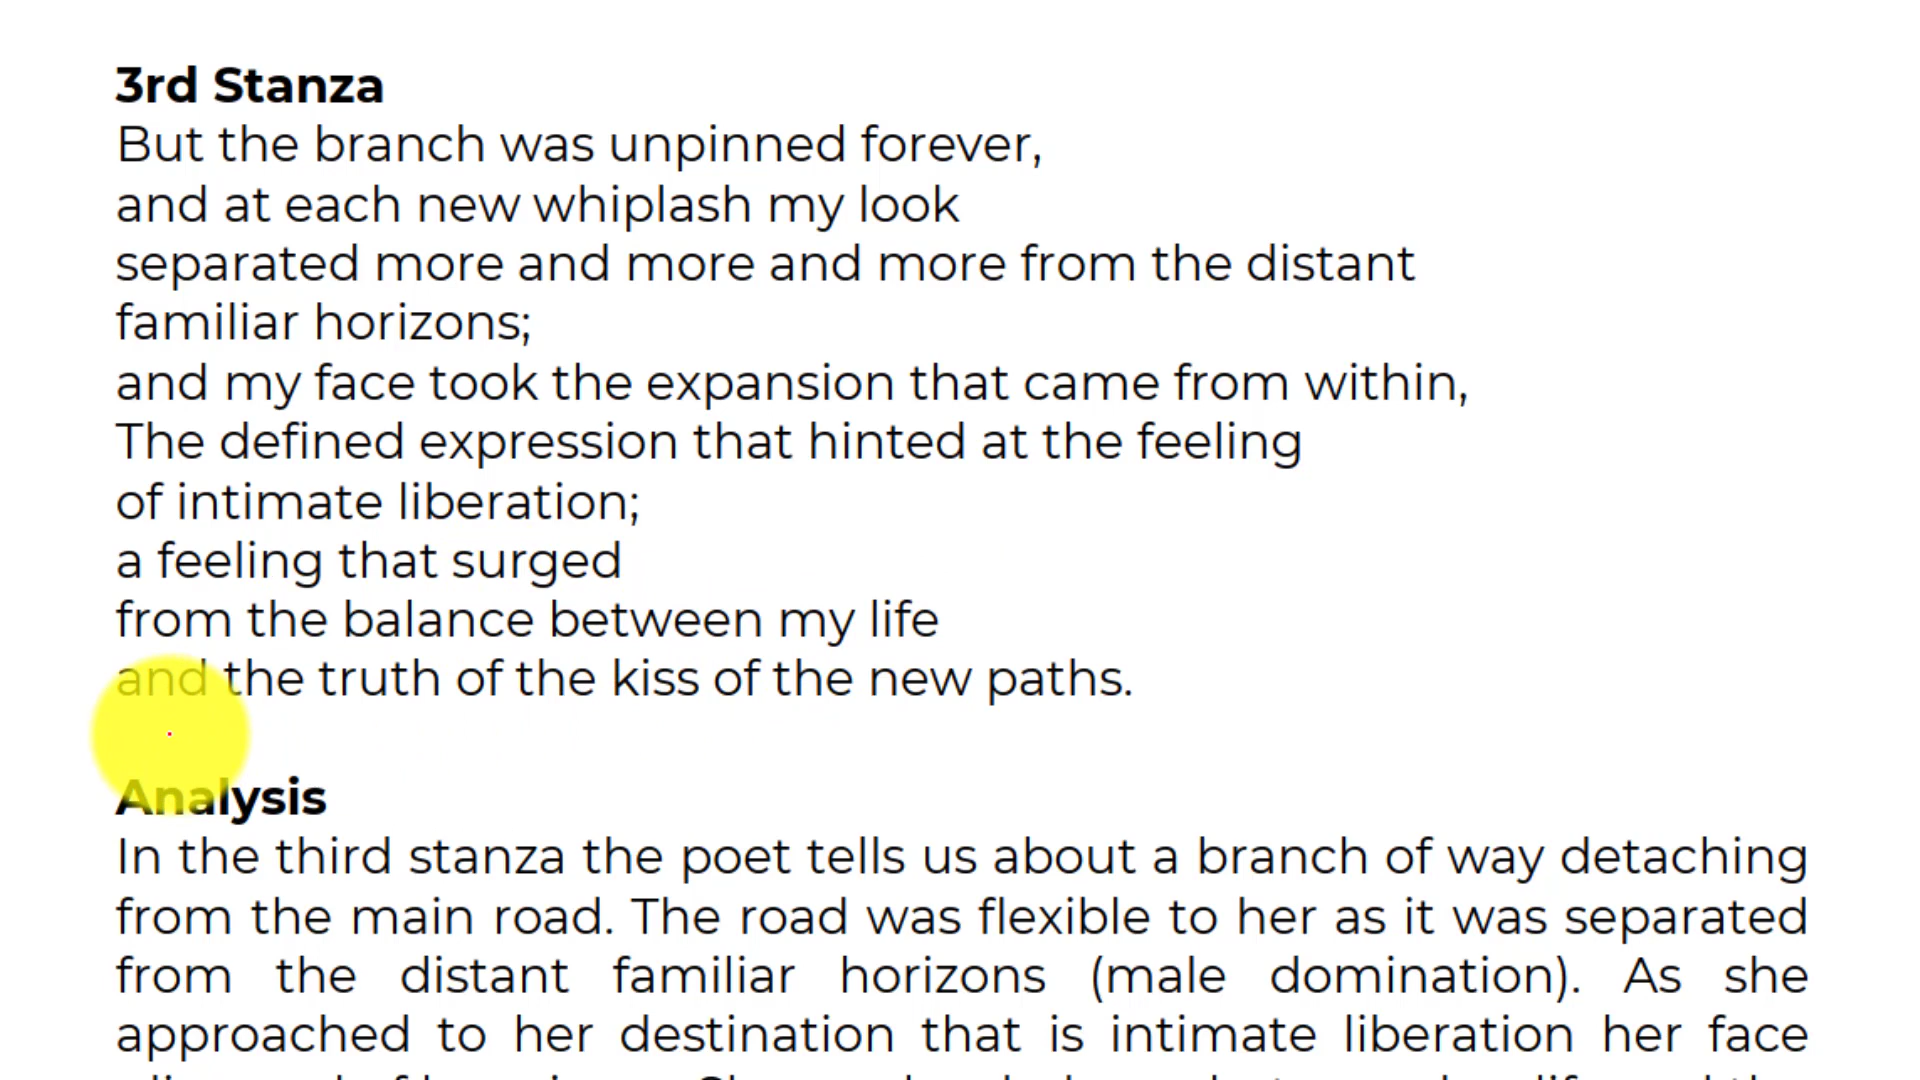 3rd Stanza
But the branch was unpinned forever,
and at each new whiplash my look
separated more and more and more from the distant
familiar horizons;
and my face took the expansion that came from within,
The defined expression that hinted at the feeling
of intimate liberation;
a feeling that surged
from the balance between my life
and the truth of the kiss of the new paths.
Analysis
In the third stanza the poet tells us about a branch of way detaching
from the main road. The road was flexible to her as it was separated
from the distant familiar horizons (male domination). As she
approached to her destination that is intimate liberation her face